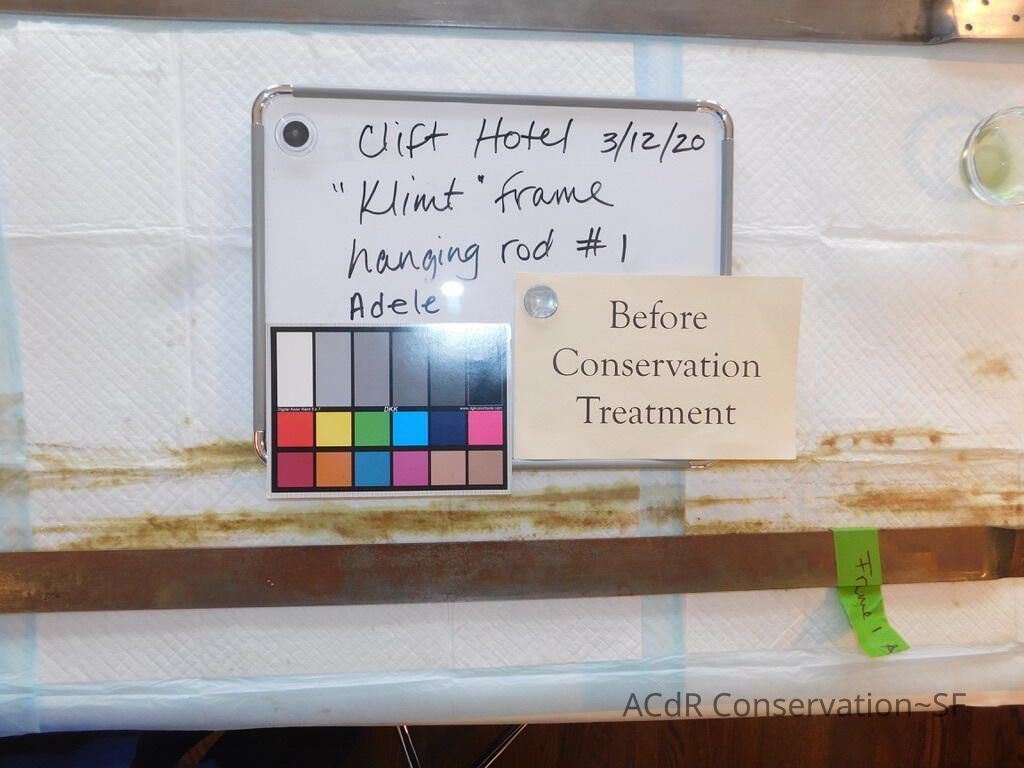 Clift Hotel 3/12/20
"Klimt" frame
hanging rod #1
Adele
Before
Conservation
Treatment
DKK
Frame 1 A
ACdR Conservation~SF